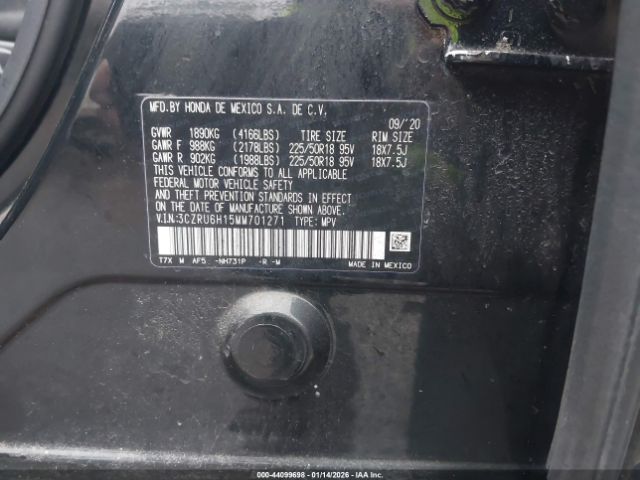 MFD.BY HONDA DE MEXICO S.A. DE C.V. 09/'20
GVWR 1890KG (4166LBS) TIRE SIZE RIM SIZE
GAWR F 988KG (2178LBS) 225/50R18 95V 18X7.5J
GAWR R 902KG (1988LBS) 225/50R18 95V 18X7.5J
THIS VEHICLE CONFORMS TO ALL APPLICABLE
FEDERAL MOTOR VEHICLE SAFETY
AND THEFT PREVENTION STANDARDS IN EFFECT
ON THE DATE OF MANUFACTURE SHOWN ABOVE.
V.I.N:3CZRU6H15MM701271 TYPE: MPV
T7X M AF5 -NH731P -R -M MADE IN MEXICO
000-44099698 - 01/14/2026 - IAAI.COM